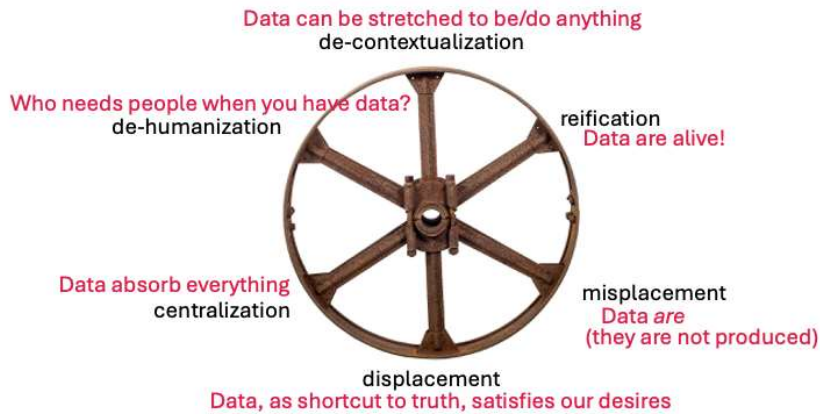 Data can be stretched to be/do anything
de-contextualization
Who needs people when you have data?
de-humanization
reification
Data are alive!
Data absorb everything
centralization
misplacement
Data are
(they are not produced)
displacement
Data, as shortcut to truth, satisfies our desires